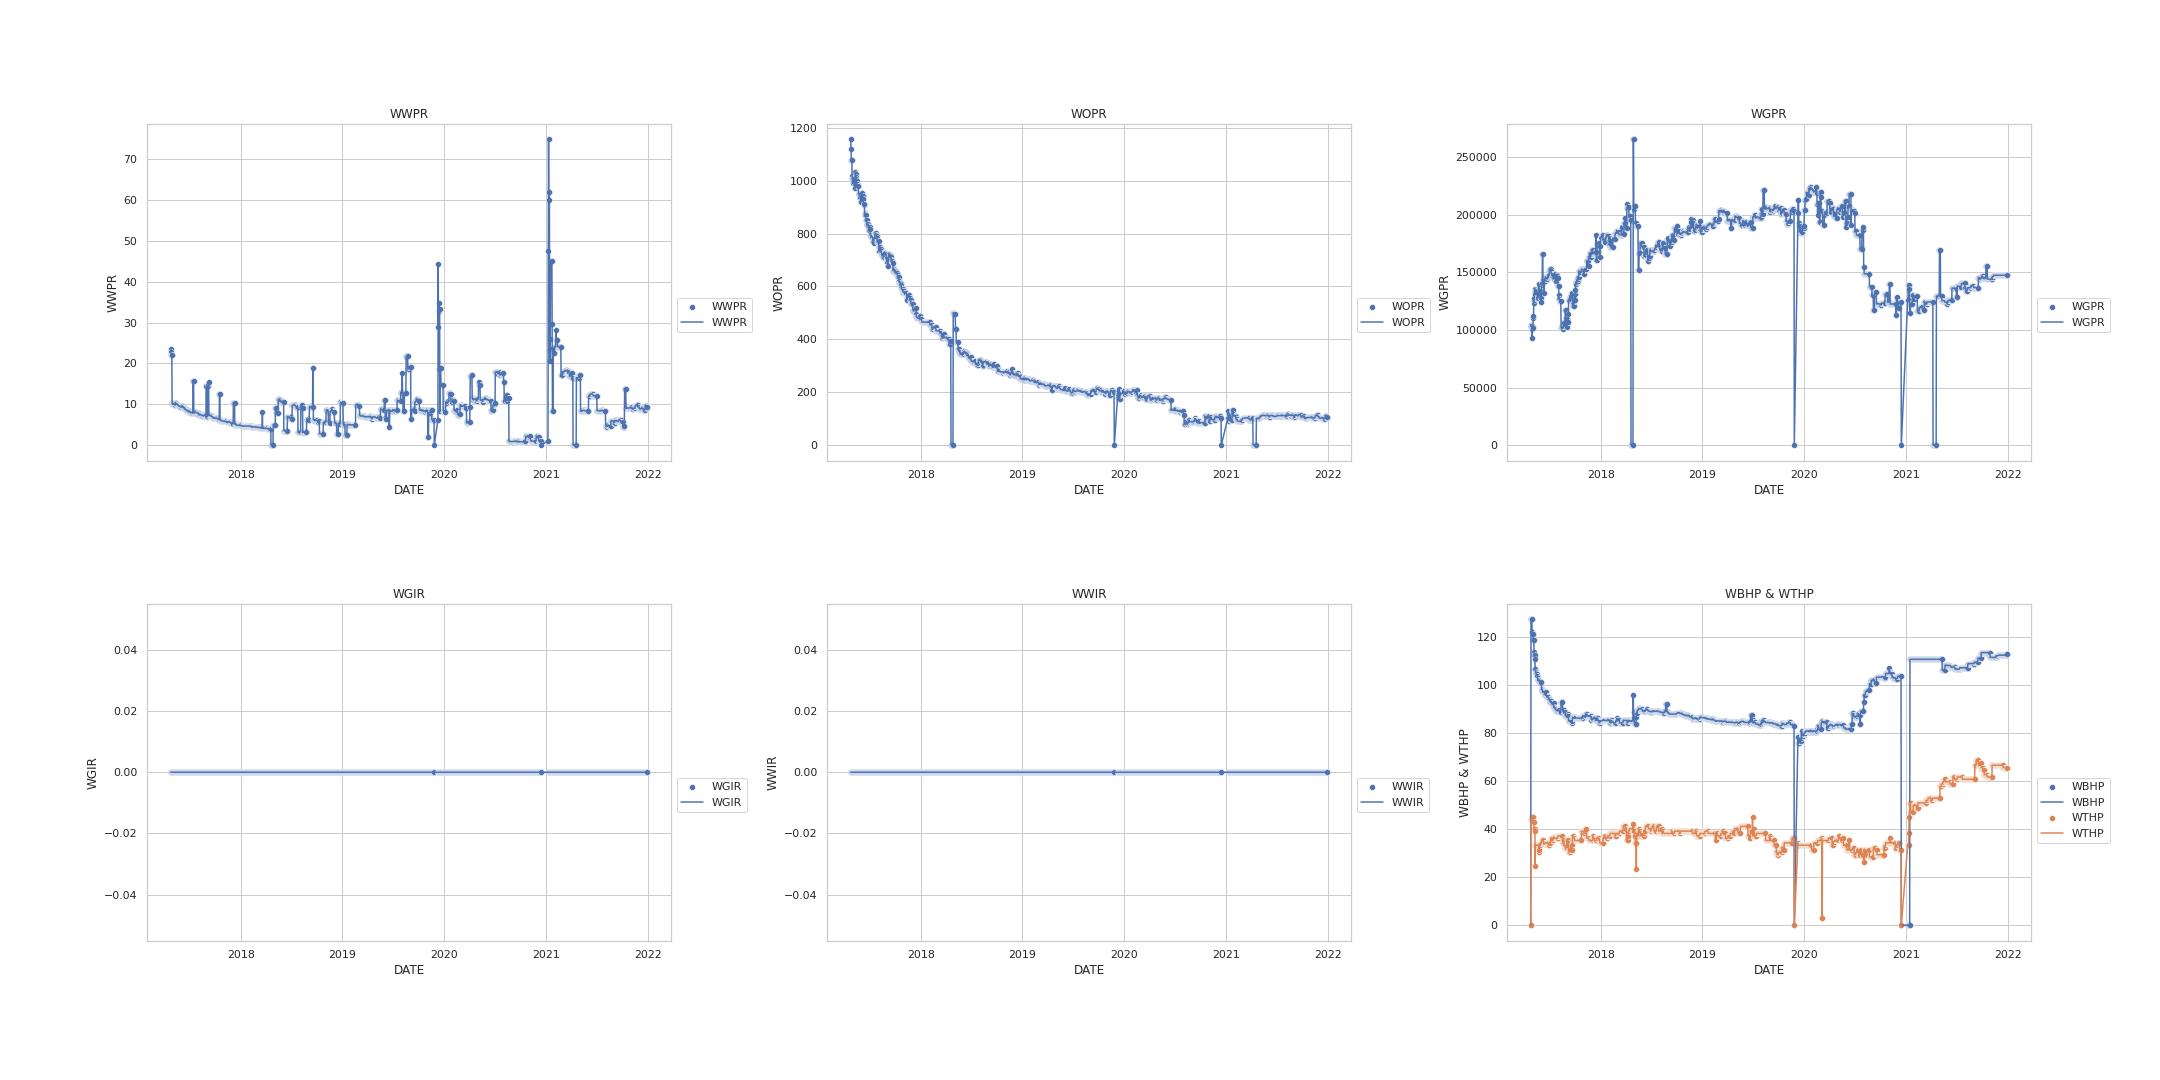 WWPR
70
60
50
40
30
20
10
0
WWPR
2018 2019 2020 2021 2022
DATE
WWPR
WWPR
WOPR
1200
1000
800
600
400
200
0
WOPR
2018 2019 2020 2021 2022
DATE
WOPR
WOPR
WGPR
250000
200000
150000
100000
50000
0
WGPR
2018 2019 2020 2021 2022
DATE
WGPR
WGPR
WGIR
0.04
0.02
0.00
−0.02
−0.04
WGIR
2018 2019 2020 2021 2022
DATE
WGIR
WGIR
WWIR
0.04
0.02
0.00
−0.02
−0.04
WWIR
2018 2019 2020 2021 2022
DATE
WWIR
WWIR
WBHP & WTHP
120
100
80
60
40
20
0
WBHP & WTHP
2018 2019 2020 2021 2022
DATE
WBHP
WBHP
WTHP
WTHP